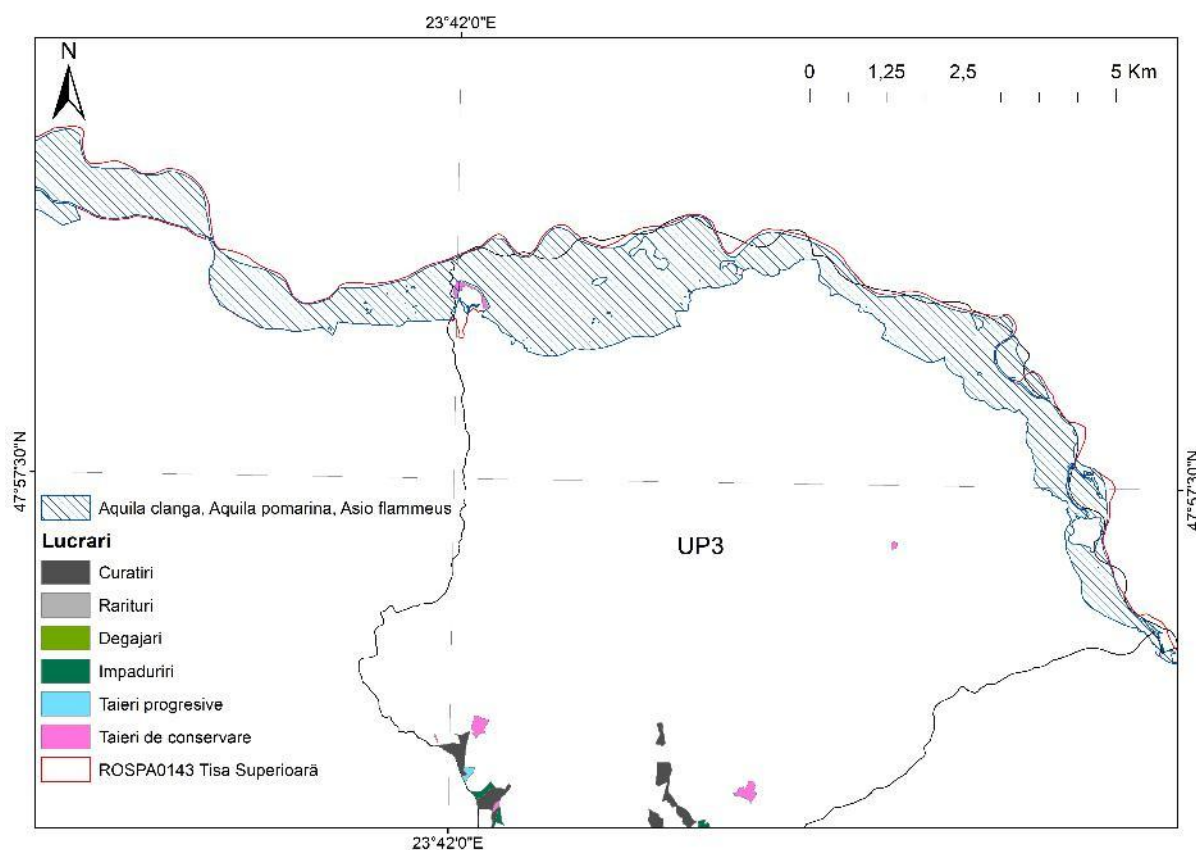 23°42'0"E
N
0 1,25 2,5 5 Km
47°57'30"N
47°57'30"N
Aquila clanga, Aquila pomarina, Asio flammeus
Lucrari
UP3
Curatiri
Rarituri
Degajari
Impaduriri
Taieri progresive
Taieri de conservare
ROSPA0143 Tisa Superioară
23°42'0"E